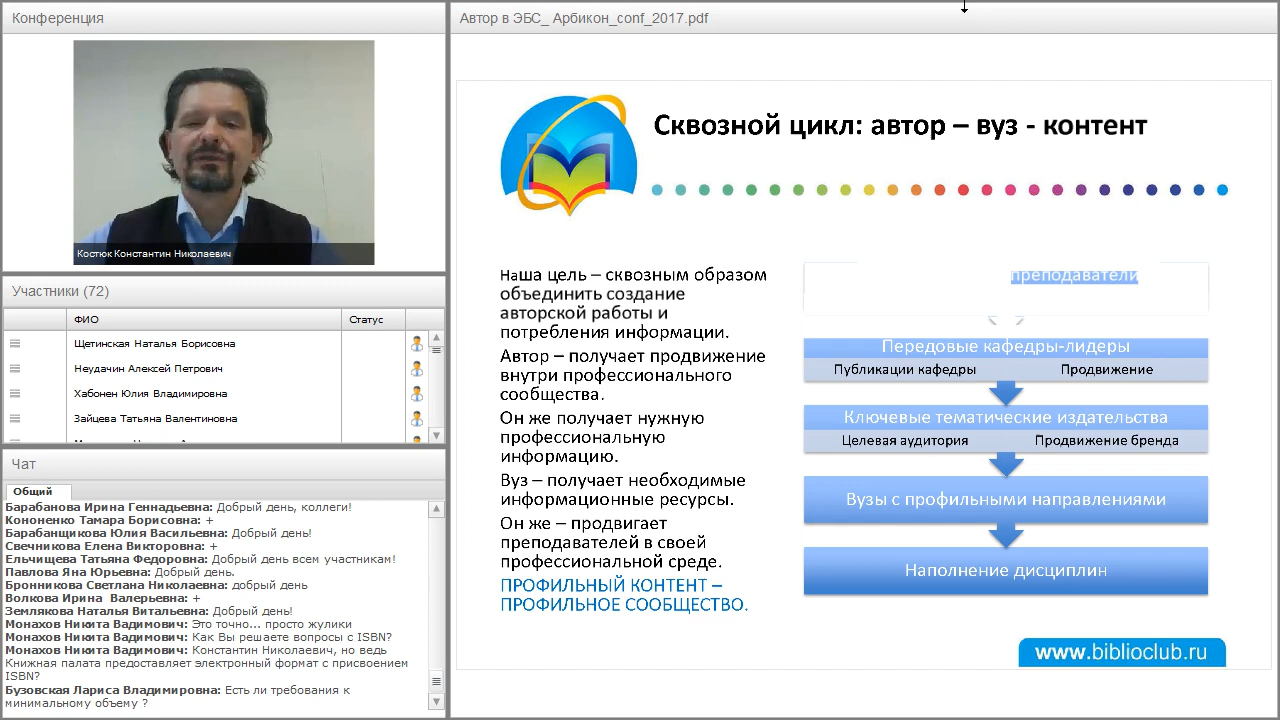 Конференция
Костюк Константин Николаевич
Участники (72)
ФИО
Статус
Щетинская Наталья Борисовна
Неудачин Алексей Петрович
Хабонен Юлия Владимировна
Зайцева Татьяна Валентиновна
Чат
Общий
Барабанова Ирина Геннадьевна: Добрый день, коллеги!
Кононенко Тамара Борисовна: +
Барабанщикова Юлия Васильевна: Добрый день!
Свечникова Елена Викторовна: +
Ельчищева Татьяна Федоровна: Добрый день всем участникам!
Павлова Яна Юрьевна: Добрый день.
Бронникова Светлана Николаевна: добрый день
Волкова Ирина Валерьевна: +
Землякова Наталья Витальевна: Добрый день!
Монахов Никита Вадимович: Это точно... просто жулики
Монахов Никита Вадимович: Как Вы решаете вопросы с ISBN?
Монахов Никита Вадимович: Константин Николаевич, но ведь
Книжная палата предоставляет электронный формат с присвоением
ISBN?
Бузовская Лариса Владимировна: Есть ли требования к
минимальному объему ?
Автор в ЭБС_ Арбикон_conf_2017.pdf
Сквозной цикл: автор – вуз - контент
Наша цель – сквозным образом
объединить создание
авторской работы и
потребления информации.
Автор – получает продвижение
внутри профессионального
сообщества.
Он же получает нужную
профессиональную
информацию.
Вуз – получает необходимые
информационные ресурсы.
Он же – продвигает
преподавателей в своей
профессиональной среде.
ПРОФИЛЬНЫЙ КОНТЕНТ –
ПРОФИЛЬНОЕ СООБЩЕСТВО.
преподаватели
Передовые кафедры-лидеры
Публикации кафедры
Продвижение
Ключевые тематические издательства
Целевая аудитория
Продвижение бренда
Вузы с профильными направлениями
Наполнение дисциплин
www.biblioclub.ru